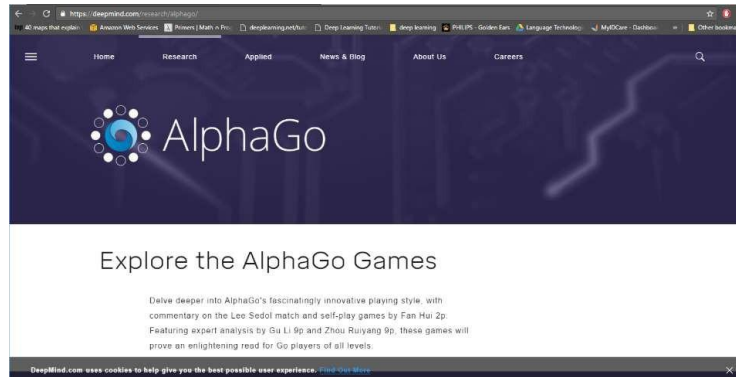 https://deepmind.com/research/alphago/
40 maps that explain Amazon Web Services Primers | Math ∩ Prog deeplearning.net/tuto Deep Learning Tutori deep learning PHILIPS - Golden Ears Language Technolog MyIDCare - Dashboa Other bookma
Home Research Applied News & Blog About Us Careers
AlphaGo
Explore the AlphaGo Games
Delve deeper into AlphaGo's fascinatingly innovative playing style, with
commentary on the Lee Sedol match and self-play games by Fan Hui 2p.
Featuring expert analysis by Gu Li 9p and Zhou Ruiyang 9p, these games will
prove an enlightening read for Go players of all levels.
DeepMind.com uses cookies to help give you the best possible user experience. Find Out More